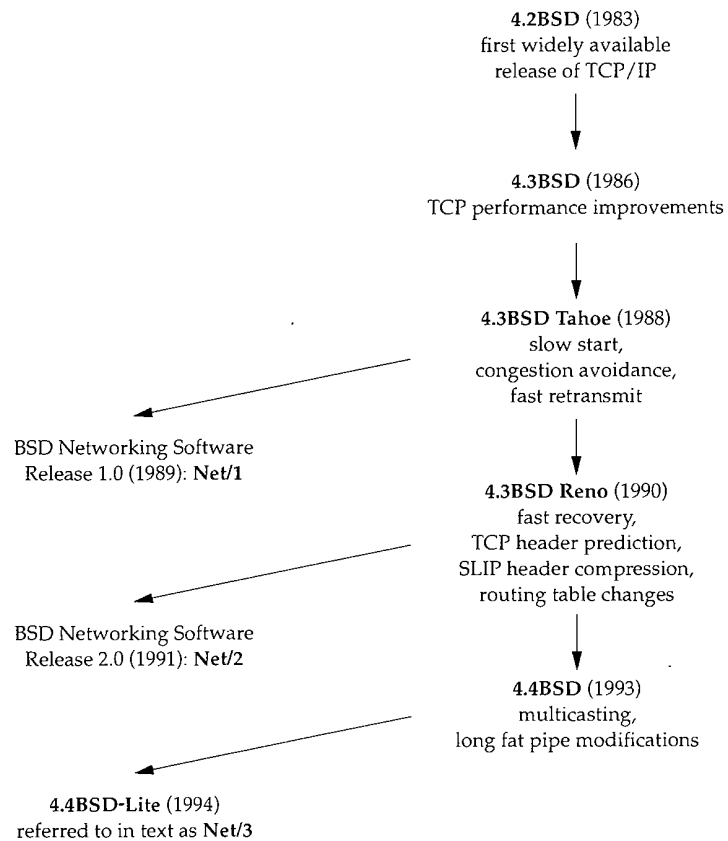 4.2BSD (1983)
first widely available
release of TCP/IP
4.3BSD (1986)
TCP performance improvements
4.3BSD Tahoe (1988)
slow start,
congestion avoidance,
fast retransmit
BSD Networking Software
Release 1.0 (1989): Net/1
4.3BSD Reno (1990)
fast recovery,
TCP header prediction,
SLIP header compression,
routing table changes
BSD Networking Software
Release 2.0 (1991): Net/2
4.4BSD (1993)
multicasting,
long fat pipe modifications
4.4BSD-Lite (1994)
referred to in text as Net/3